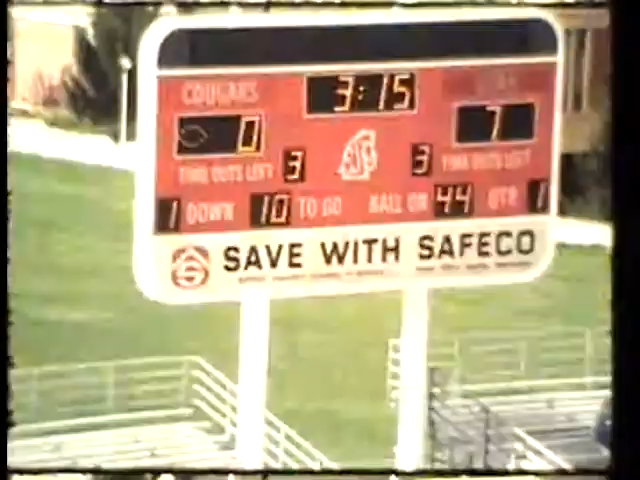 COUGARS 3:15
0 7
TIME OUTS LEFT 3 3 TIME OUTS LEFT
1 DOWN 10 TO GO BALL ON 44 QTR 1
SAVE WITH SAFECO